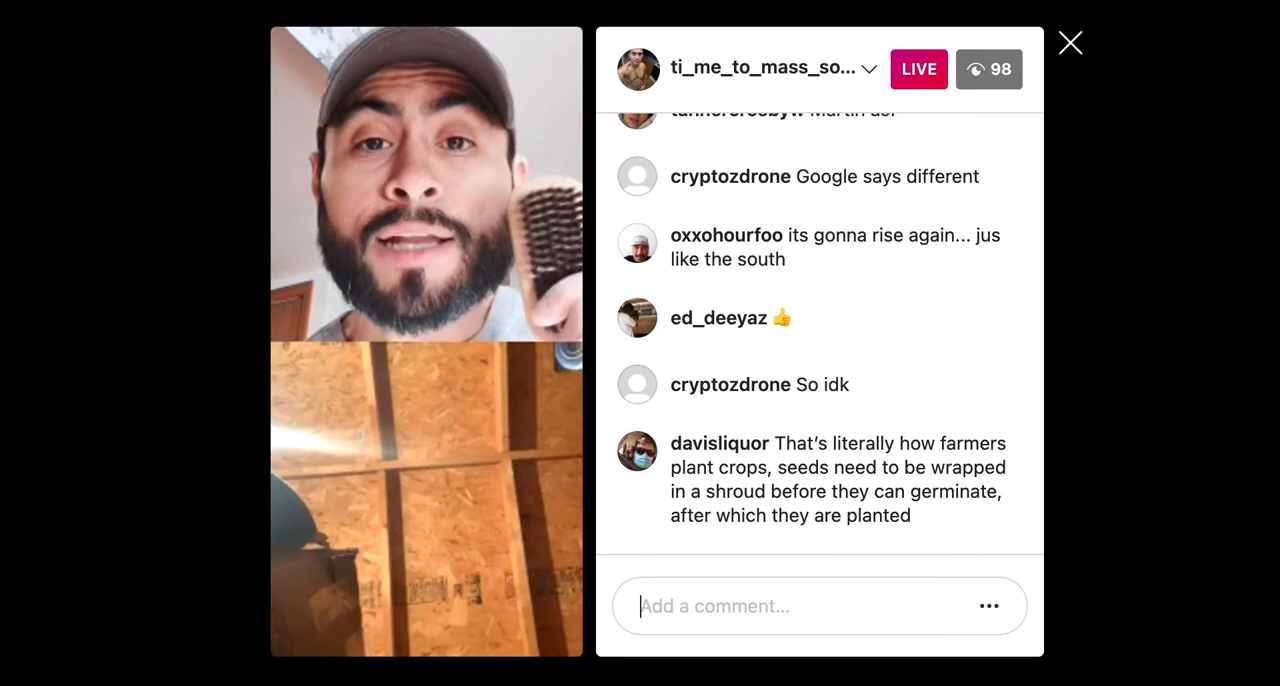 ti_me_to_mass_so...
LIVE
98
cryptozdrone Google says different
oxxohourfoo its gonna rise again... jus
like the south
ed_deeyaz 👍
cryptozdrone So idk
davisliquor That’s literally how farmers
plant crops, seeds need to be wrapped
in a shroud before they can germinate,
after which they are planted
Add a comment...